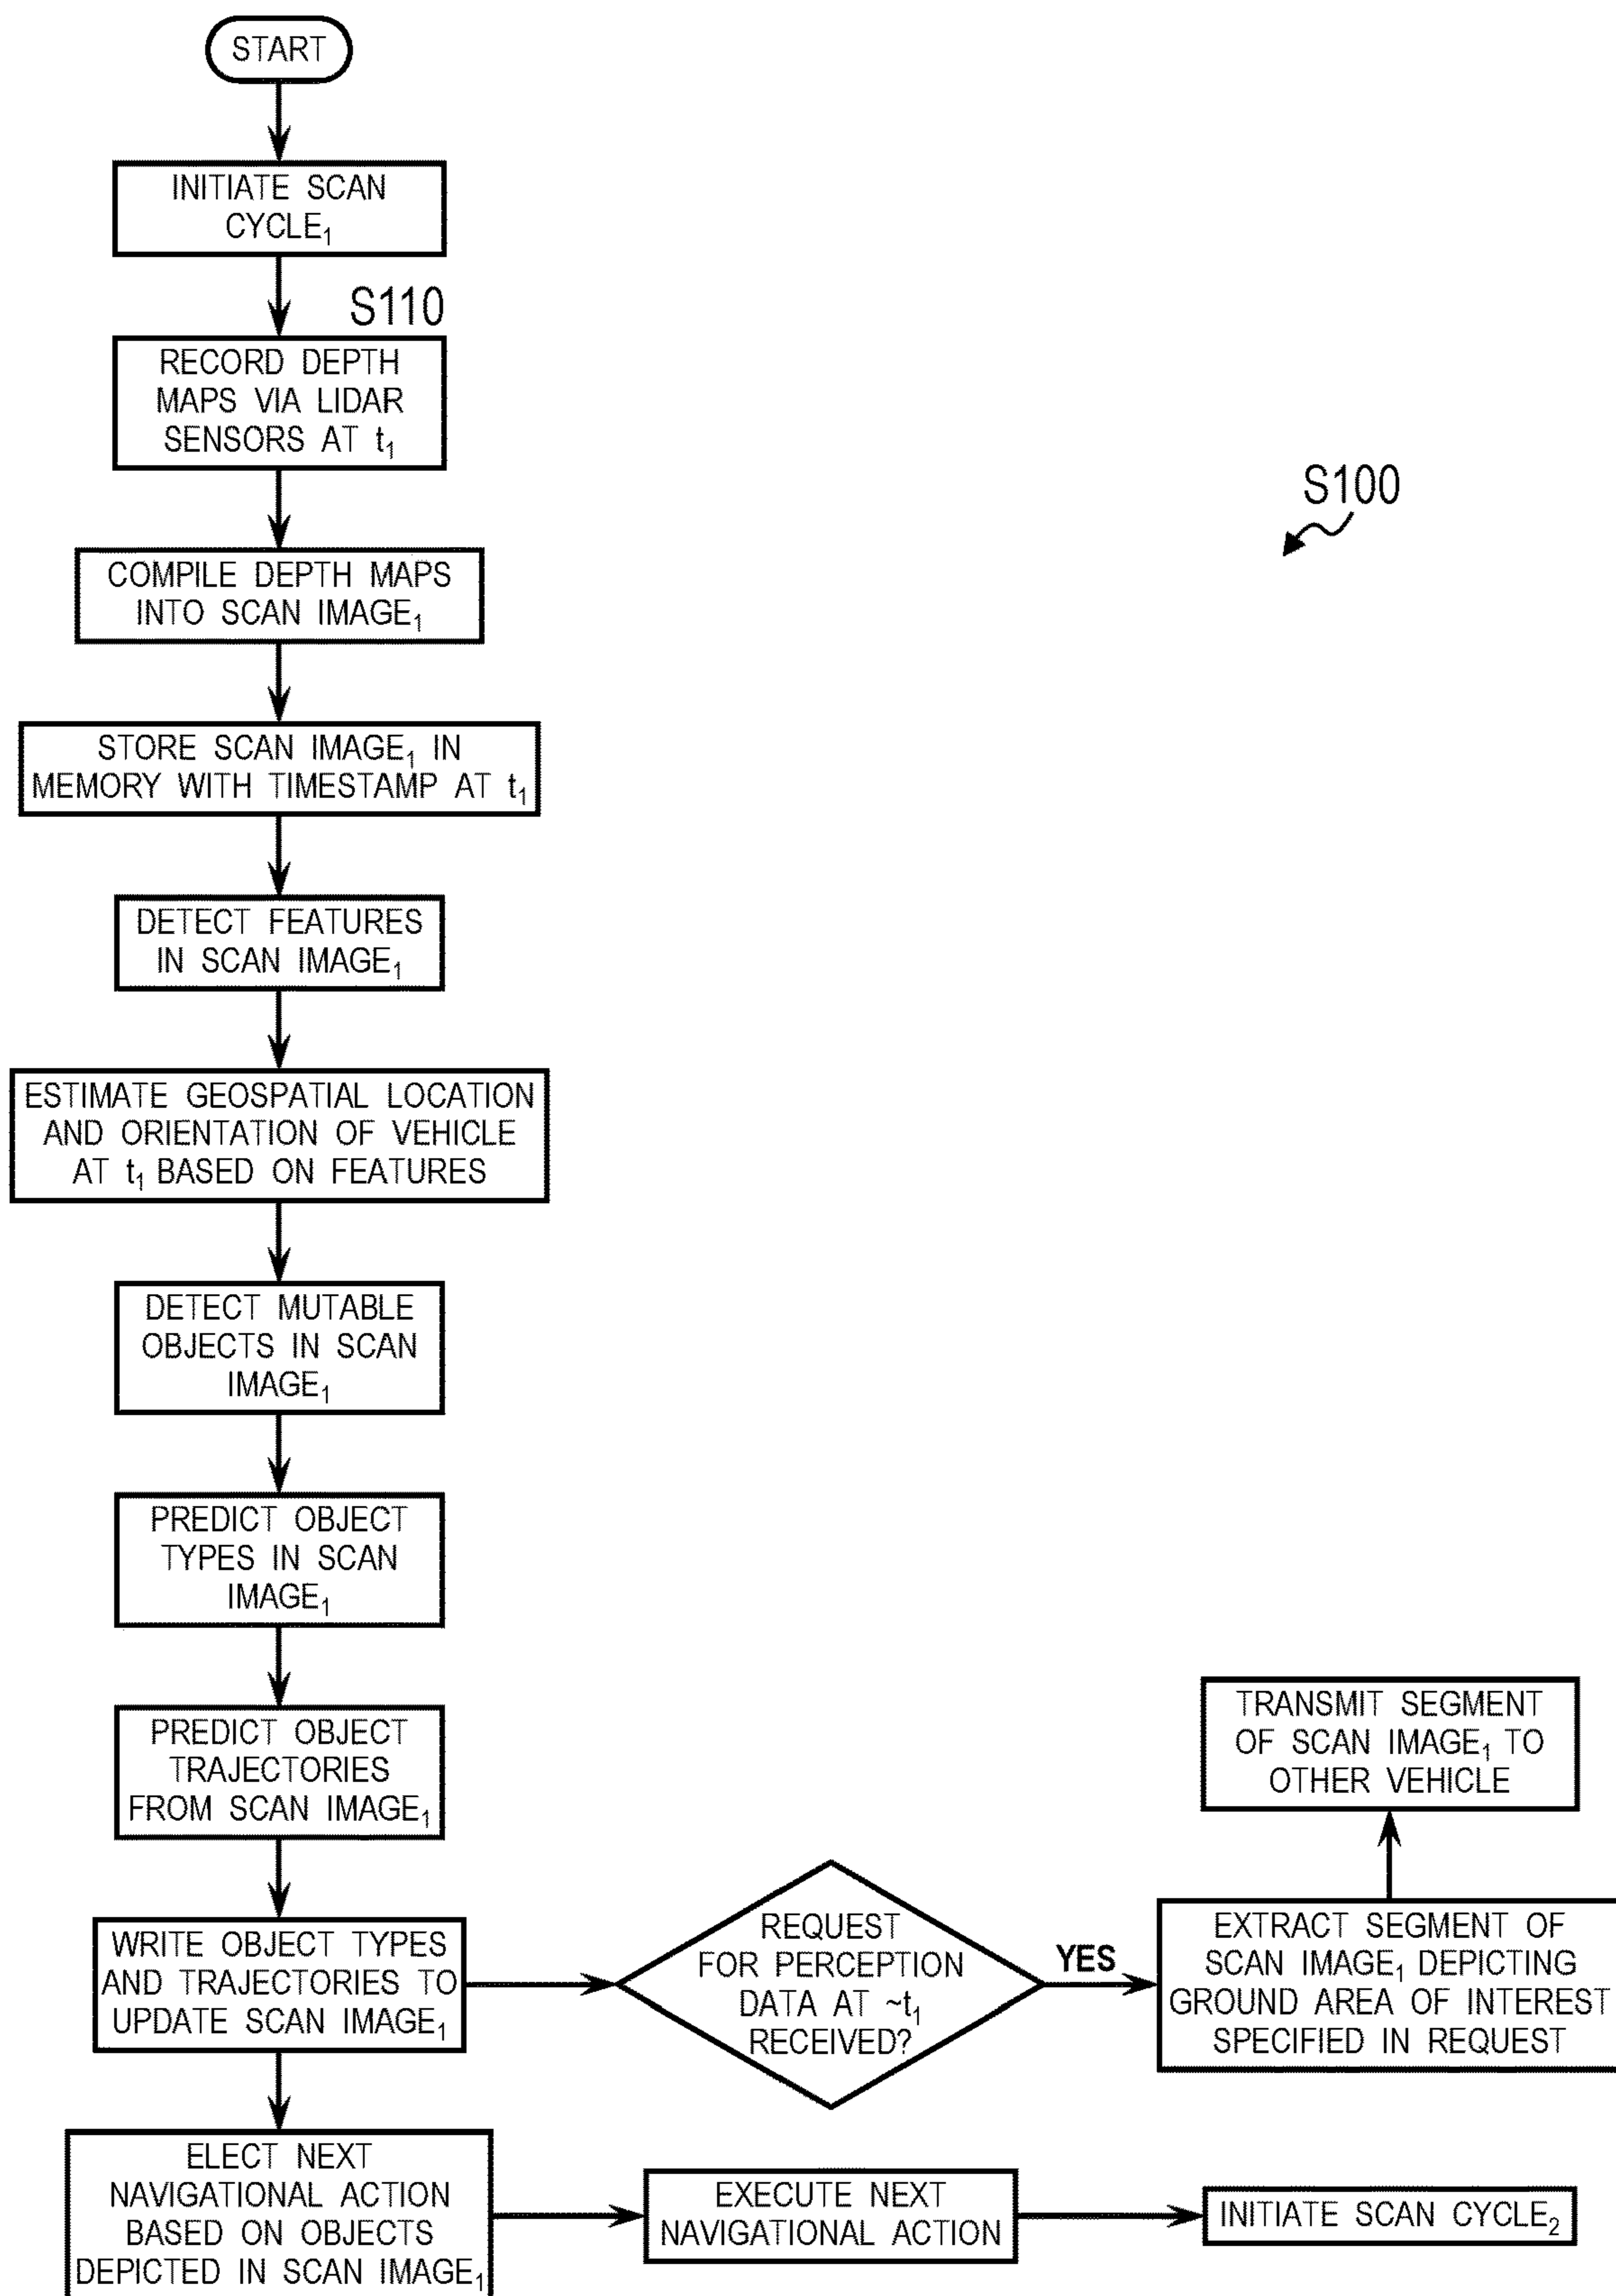 START
INITIATE SCAN
CYCLE₁
S110
RECORD DEPTH
MAPS VIA LIDAR
SENSORS AT t₁
S100
COMPILE DEPTH MAPS
INTO SCAN IMAGE₁
STORE SCAN IMAGE₁ IN
MEMORY WITH TIMESTAMP AT t₁
DETECT FEATURES
IN SCAN IMAGE₁
ESTIMATE GEOSPATIAL LOCATION
AND ORIENTATION OF VEHICLE
AT t₁ BASED ON FEATURES
DETECT MUTABLE
OBJECTS IN SCAN
IMAGE₁
PREDICT OBJECT
TYPES IN SCAN
IMAGE₁
PREDICT OBJECT
TRAJECTORIES
FROM SCAN IMAGE₁
WRITE OBJECT TYPES
AND TRAJECTORIES TO
UPDATE SCAN IMAGE₁
REQUEST
FOR PERCEPTION
DATA AT ~t₁
RECEIVED?
YES
EXTRACT SEGMENT OF
SCAN IMAGE₁ DEPICTING
GROUND AREA OF INTEREST
SPECIFIED IN REQUEST
TRANSMIT SEGMENT
OF SCAN IMAGE₁ TO
OTHER VEHICLE
ELECT NEXT
NAVIGATIONAL ACTION
BASED ON OBJECTS
DEPICTED IN SCAN IMAGE₁
EXECUTE NEXT
NAVIGATIONAL ACTION
INITIATE SCAN CYCLE₂